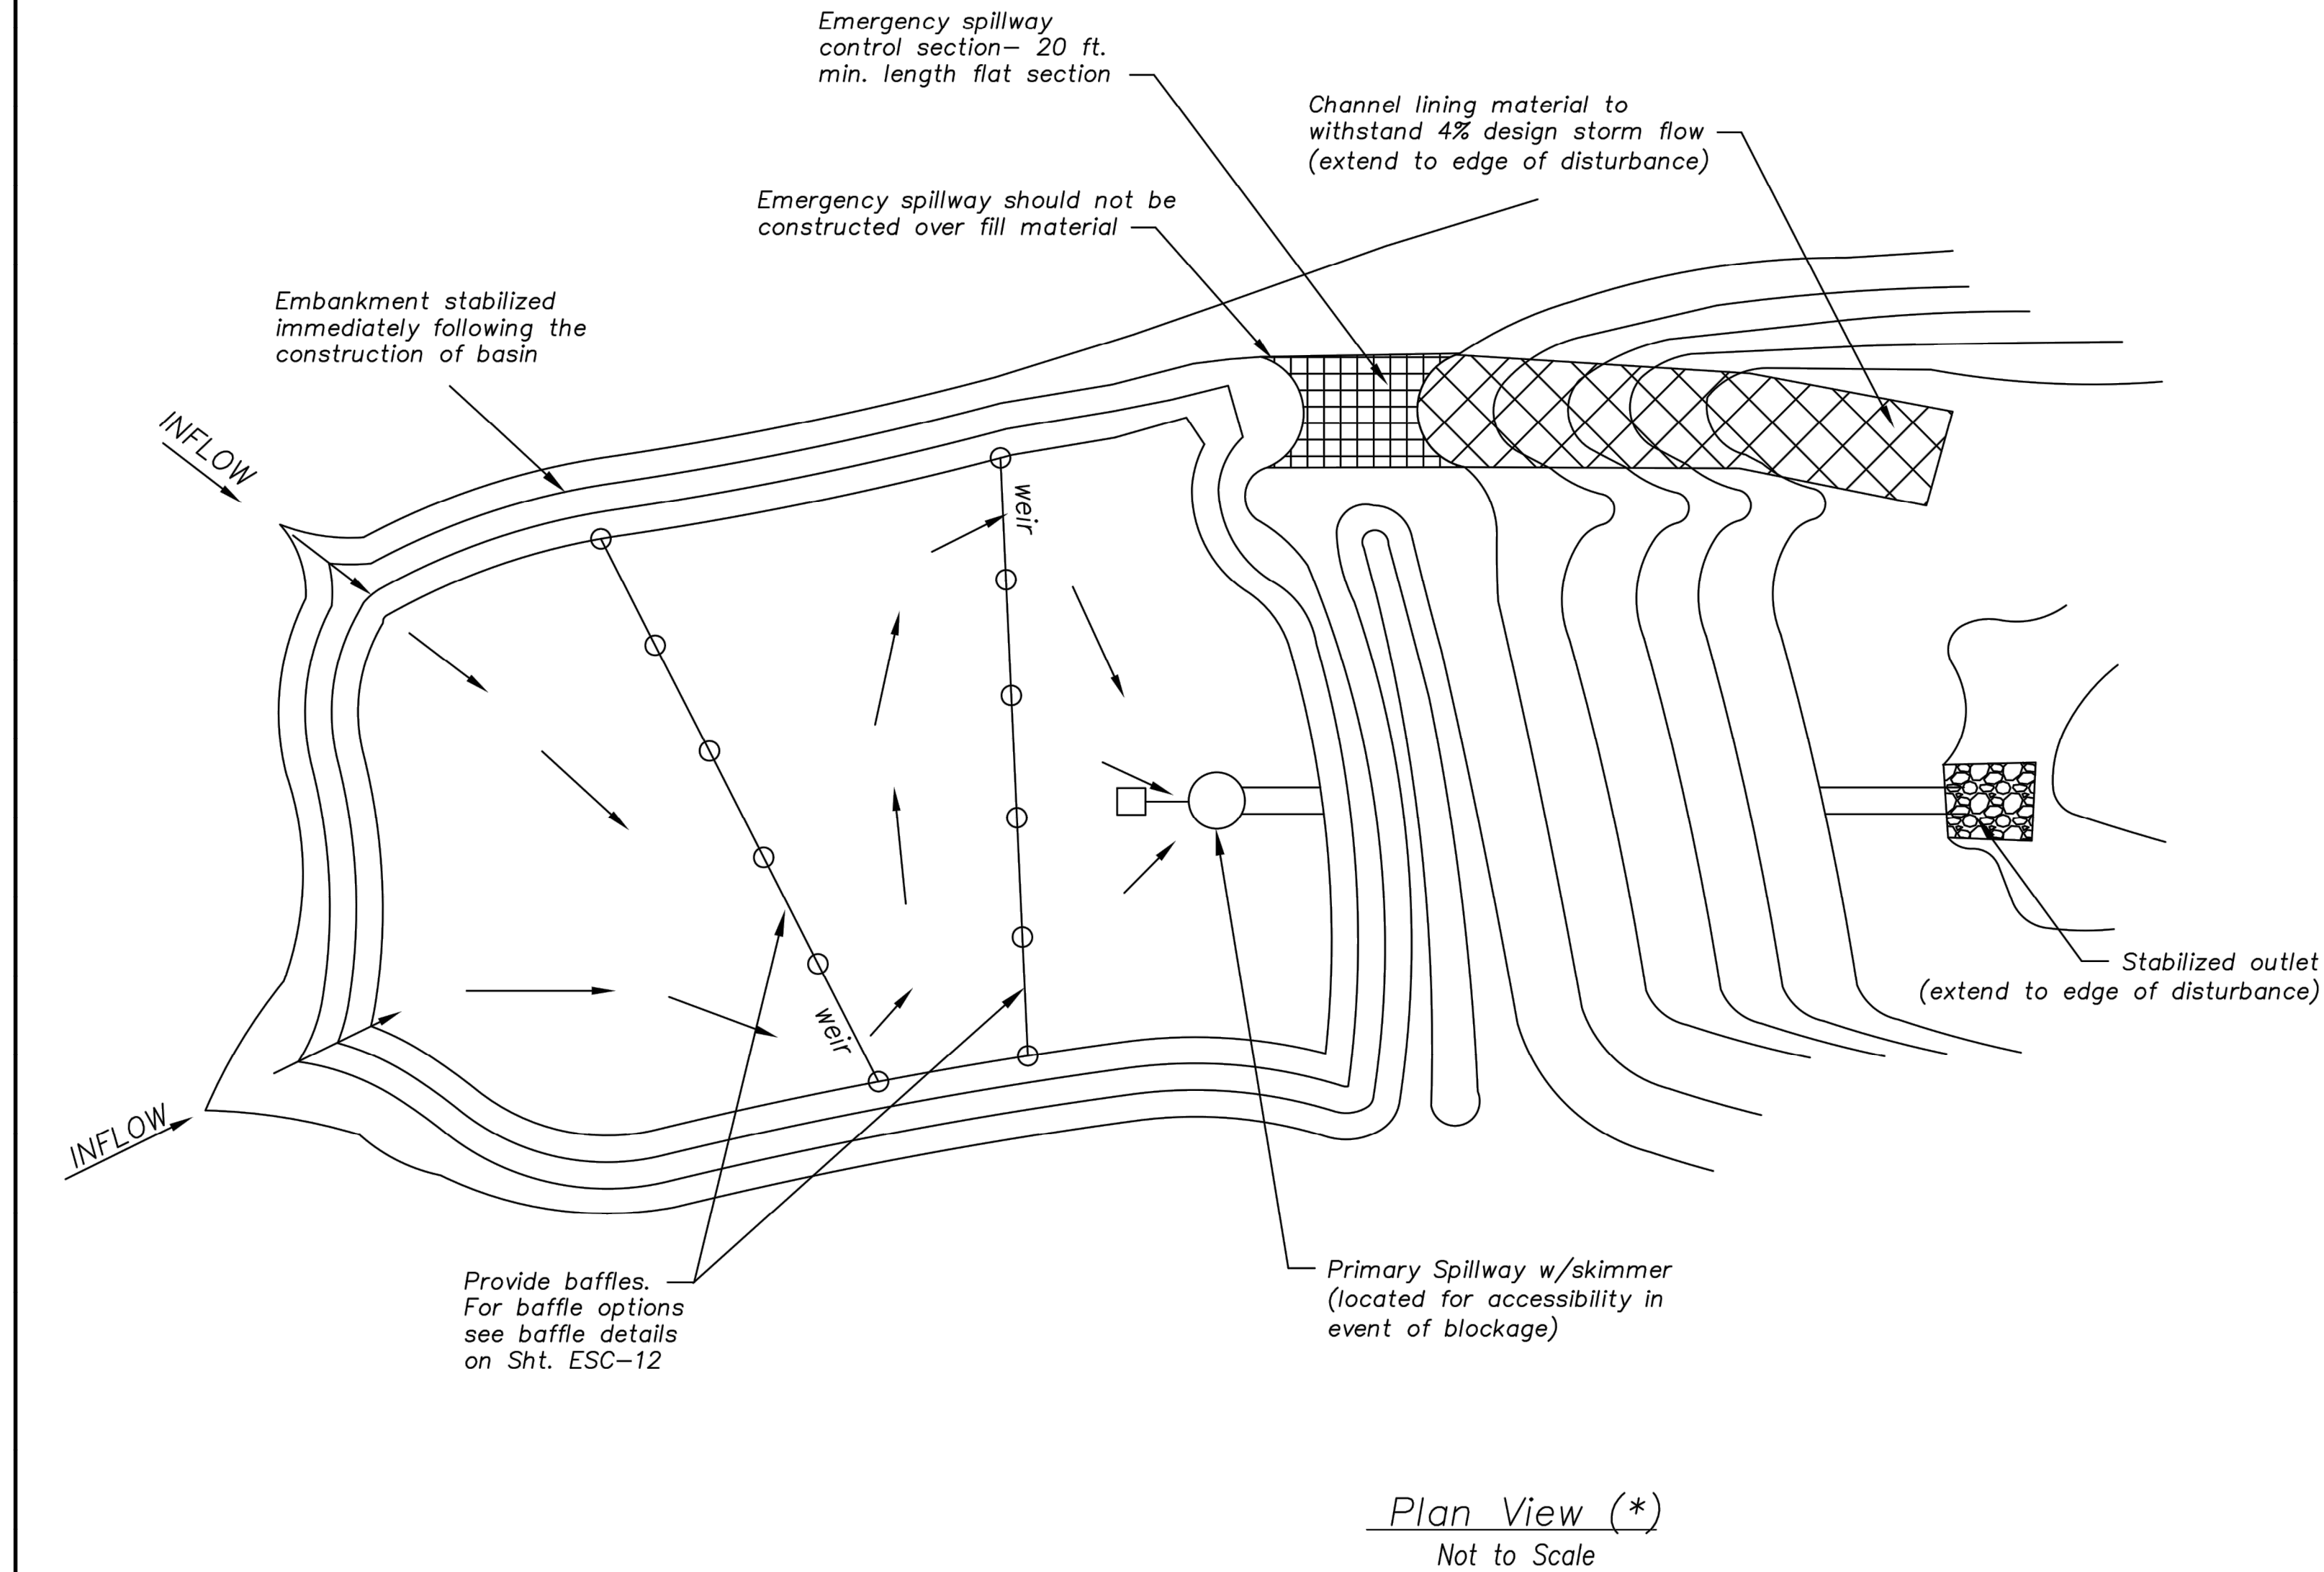 Emergency spillway
control section– 20 ft.
min. length flat section
Channel lining material to
withstand 4% design storm flow
(extend to edge of disturbance)
Emergency spillway should not be
constructed over fill material
Embankment stabilized
immediately following the
construction of basin
INFLOW
weir
weir
INFLOW
Stabilized outlet
(extend to edge of disturbance)
Provide baffles.
For baffle options
see baffle details
on Sht. ESC–12
Primary Spillway w/skimmer
(located for accessibility in
event of blockage)
Plan View (*)
Not to Scale